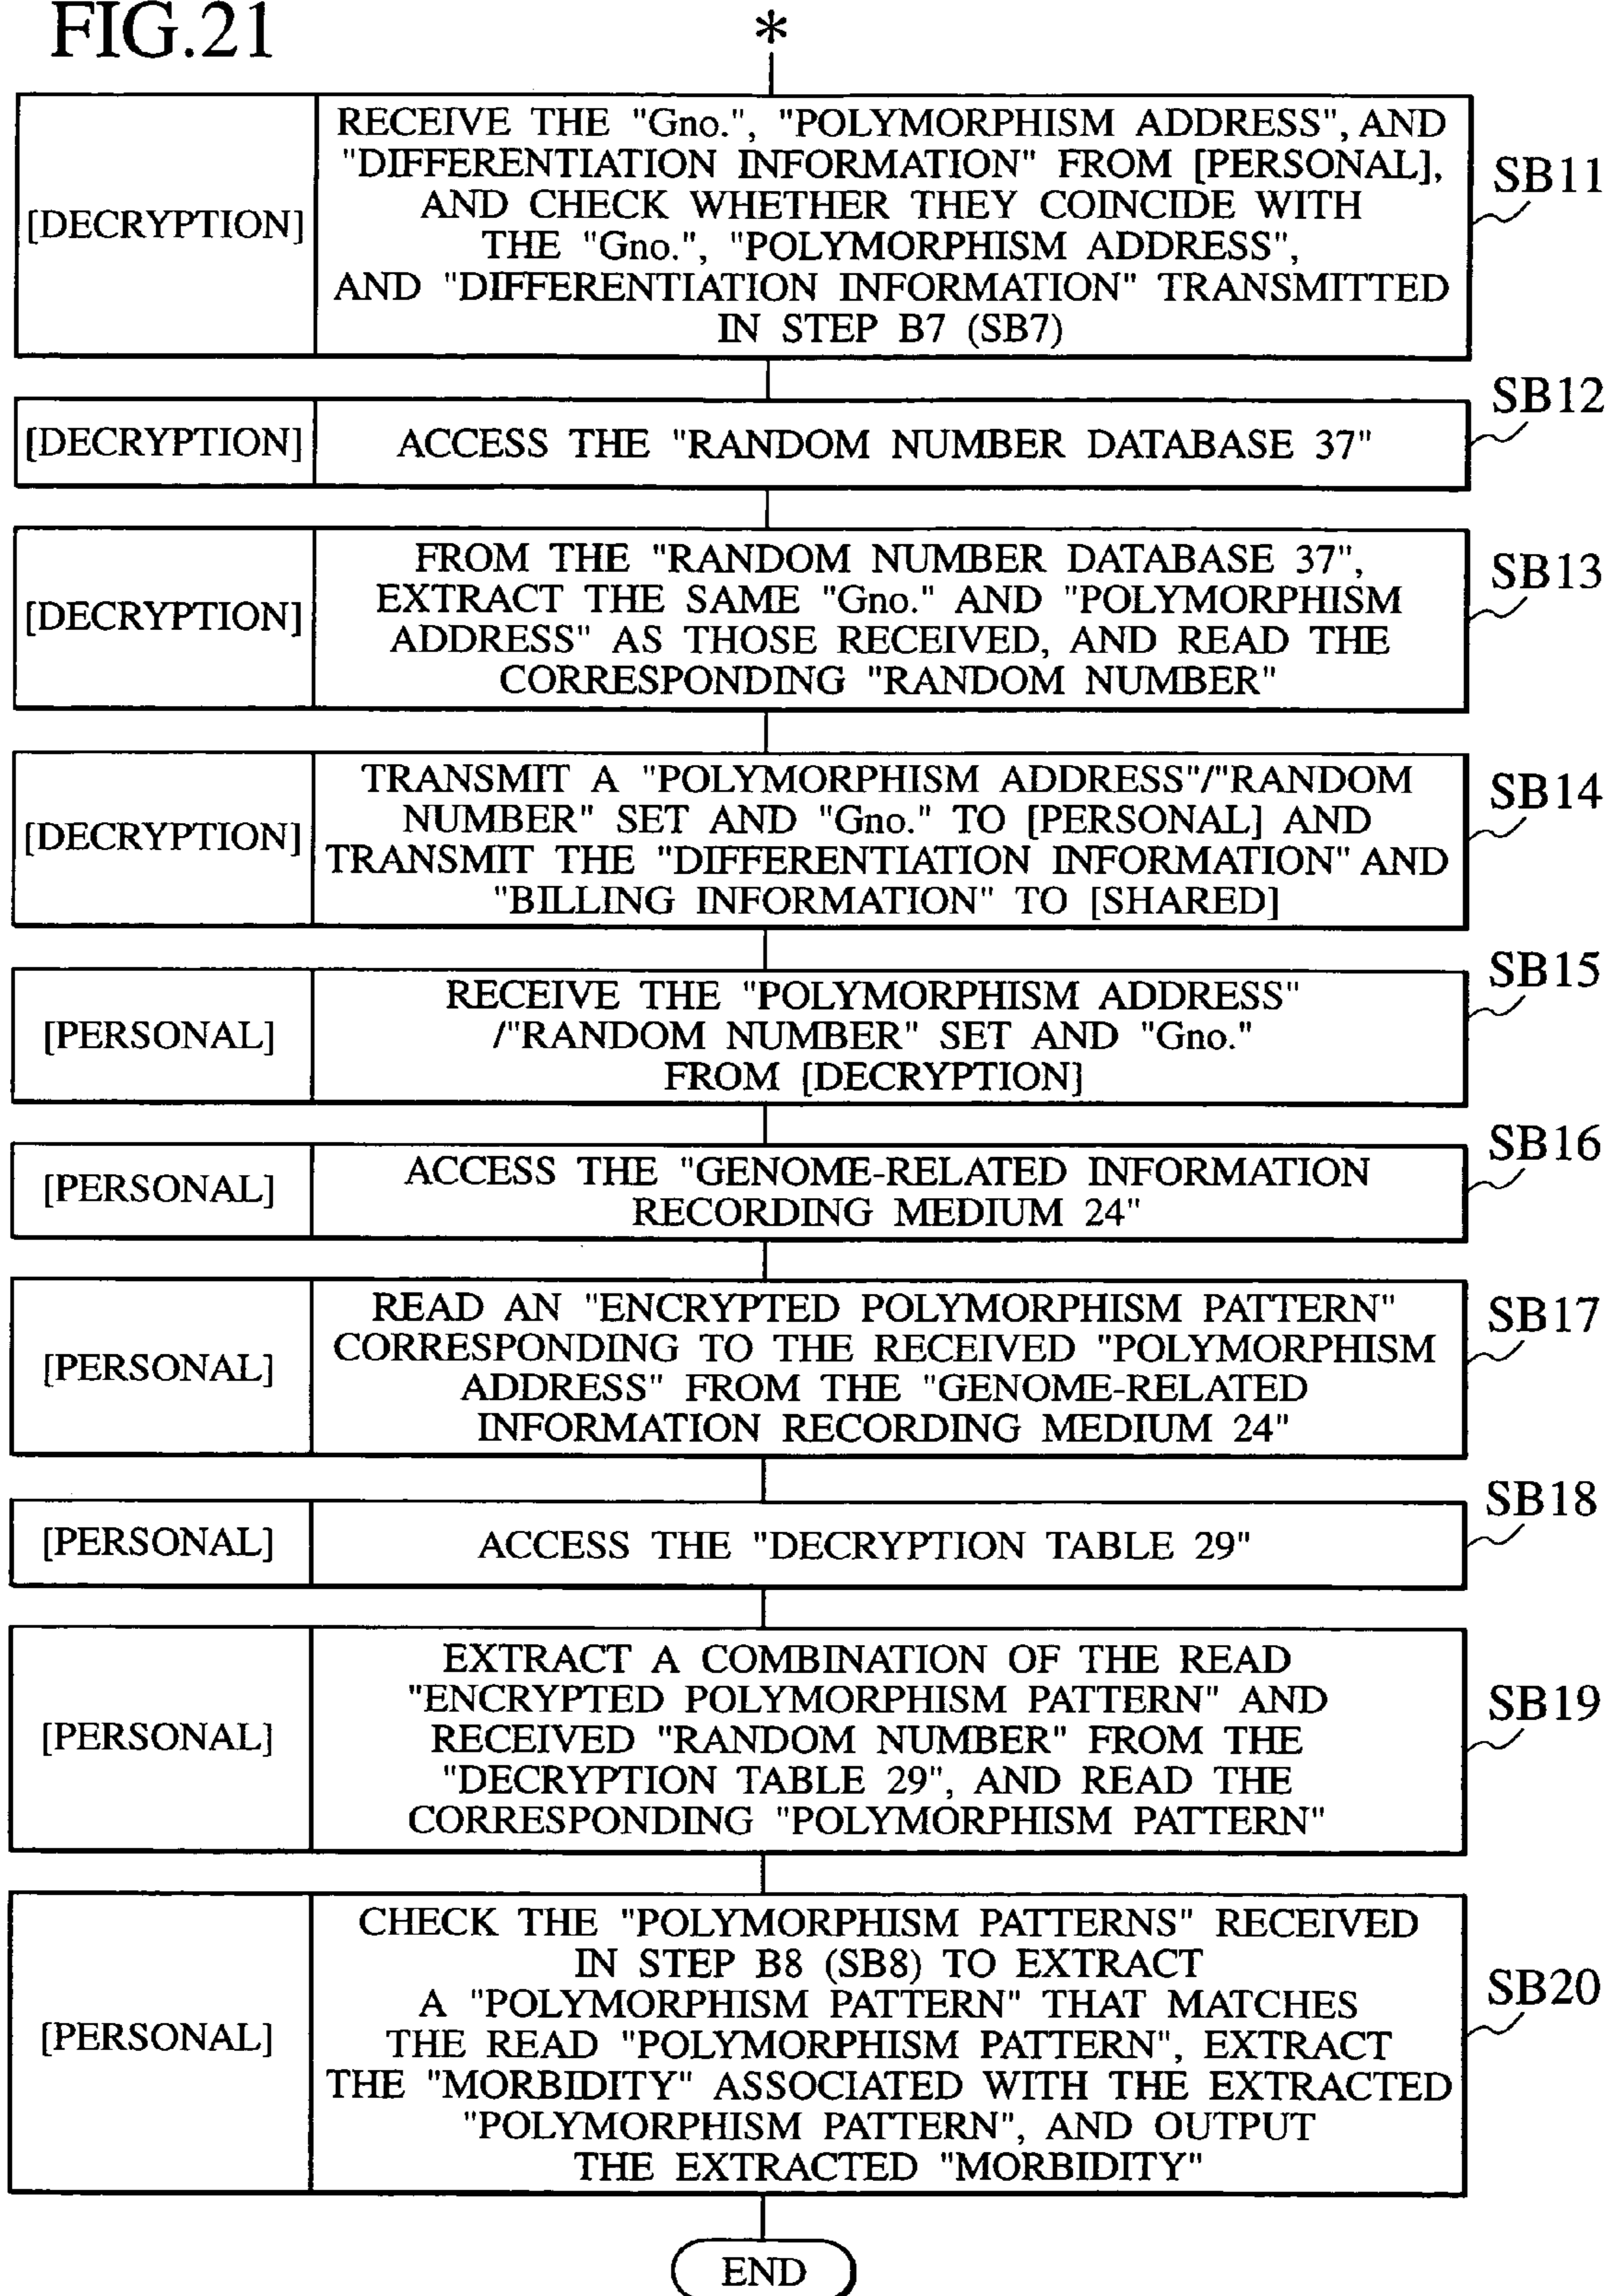 FIG.21
*
[DECRYPTION]
RECEIVE THE "Gno.", "POLYMORPHISM ADDRESS", AND
"DIFFERENTIATION INFORMATION" FROM [PERSONAL],
AND CHECK WHETHER THEY COINCIDE WITH
THE "Gno.", "POLYMORPHISM ADDRESS",
AND "DIFFERENTIATION INFORMATION" TRANSMITTED
IN STEP B7 (SB7)
SB11
[DECRYPTION]
ACCESS THE "RANDOM NUMBER DATABASE 37"
SB12
[DECRYPTION]
FROM THE "RANDOM NUMBER DATABASE 37",
EXTRACT THE SAME "Gno." AND "POLYMORPHISM
ADDRESS" AS THOSE RECEIVED, AND READ THE
CORRESPONDING "RANDOM NUMBER"
SB13
[DECRYPTION]
TRANSMIT A "POLYMORPHISM ADDRESS"/"RANDOM
NUMBER" SET AND "Gno." TO [PERSONAL] AND
TRANSMIT THE "DIFFERENTIATION INFORMATION" AND
"BILLING INFORMATION" TO [SHARED]
SB14
[PERSONAL]
RECEIVE THE "POLYMORPHISM ADDRESS"
/"RANDOM NUMBER" SET AND "Gno."
FROM [DECRYPTION]
SB15
[PERSONAL]
ACCESS THE "GENOME-RELATED INFORMATION
RECORDING MEDIUM 24"
SB16
[PERSONAL]
READ AN "ENCRYPTED POLYMORPHISM PATTERN"
CORRESPONDING TO THE RECEIVED "POLYMORPHISM
ADDRESS" FROM THE "GENOME-RELATED
INFORMATION RECORDING MEDIUM 24"
SB17
[PERSONAL]
ACCESS THE "DECRYPTION TABLE 29"
SB18
[PERSONAL]
EXTRACT A COMBINATION OF THE READ
"ENCRYPTED POLYMORPHISM PATTERN" AND
RECEIVED "RANDOM NUMBER" FROM THE
"DECRYPTION TABLE 29", AND READ THE
CORRESPONDING "POLYMORPHISM PATTERN"
SB19
[PERSONAL]
CHECK THE "POLYMORPHISM PATTERNS" RECEIVED
IN STEP B8 (SB8) TO EXTRACT
A "POLYMORPHISM PATTERN" THAT MATCHES
THE READ "POLYMORPHISM PATTERN", EXTRACT
THE "MORBIDITY" ASSOCIATED WITH THE EXTRACTED
"POLYMORPHISM PATTERN", AND OUTPUT
THE EXTRACTED "MORBIDITY"
SB20
END